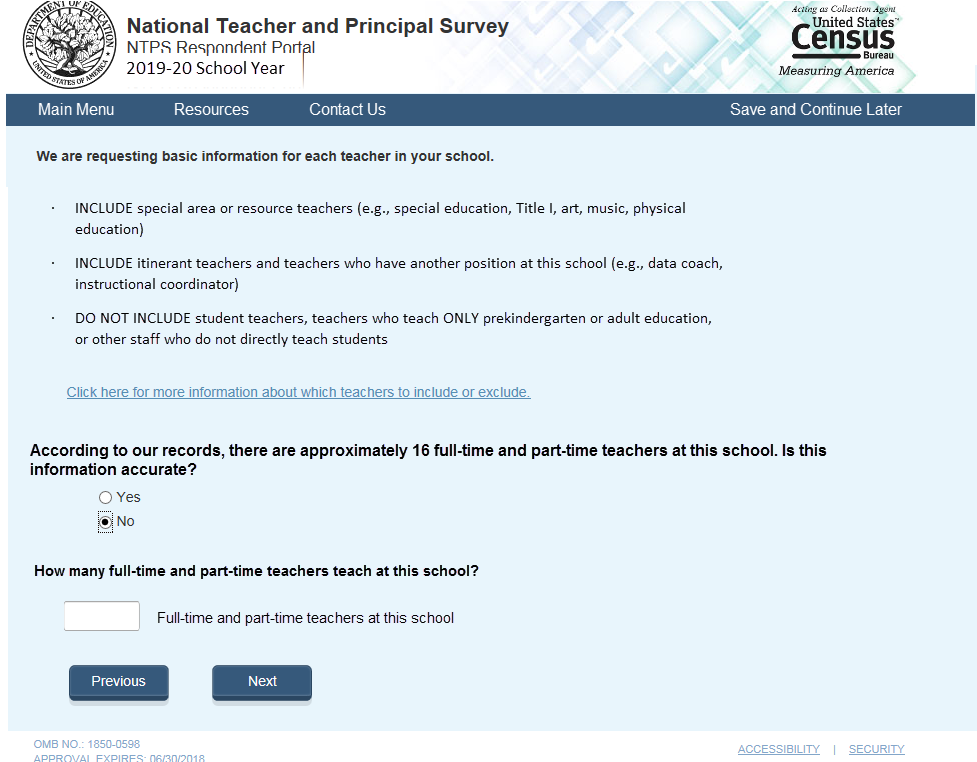 DEPARTMENT OF EDUCATION
UNITED STATES OF AMERICA
National Teacher and Principal Survey
NTPS Respondent Portal
2019-20 School Year
Acting as Collection Agent
United States™
Census
Bureau
Measuring America
Main Menu Resources Contact Us Save and Continue Later
We are requesting basic information for each teacher in your school.
· INCLUDE special area or resource teachers (e.g., special education, Title I, art, music, physical
education)
· INCLUDE itinerant teachers and teachers who have another position at this school (e.g., data coach,
instructional coordinator)
· DO NOT INCLUDE student teachers, teachers who teach ONLY prekindergarten or adult education,
or other staff who do not directly teach students
Click here for more information about which teachers to include or exclude.
According to our records, there are approximately 16 full-time and part-time teachers at this school. Is this
information accurate?
Yes
No
How many full-time and part-time teachers teach at this school?
Full-time and part-time teachers at this school
Previous Next
OMB NO.: 1850-0598
APPROVAL EXPIRES: 06/30/2018
ACCESSIBILITY | SECURITY